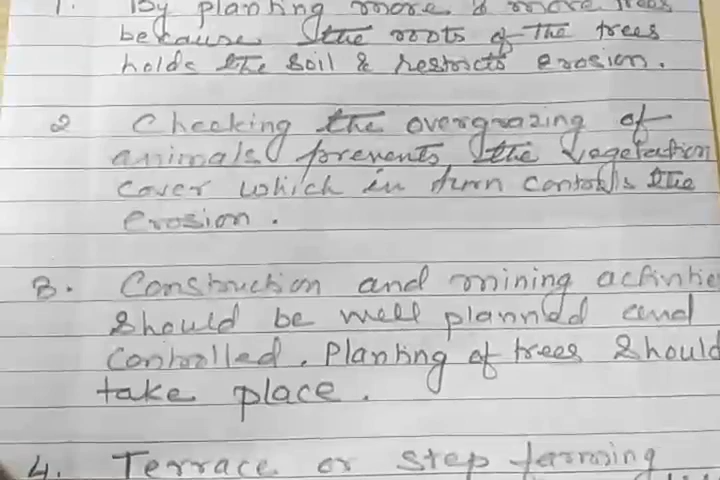 1. By planting more & more trees
because the roots of the trees
holds the soil & restricts erosion.
2 Checking the overgrazing of
animals prevents the vegetation
cover which in turn controlls the
erosion.
3. Construction and mining activities
should be well planned and
controlled. Planting of trees should
take place.
4. Terrace or step farming